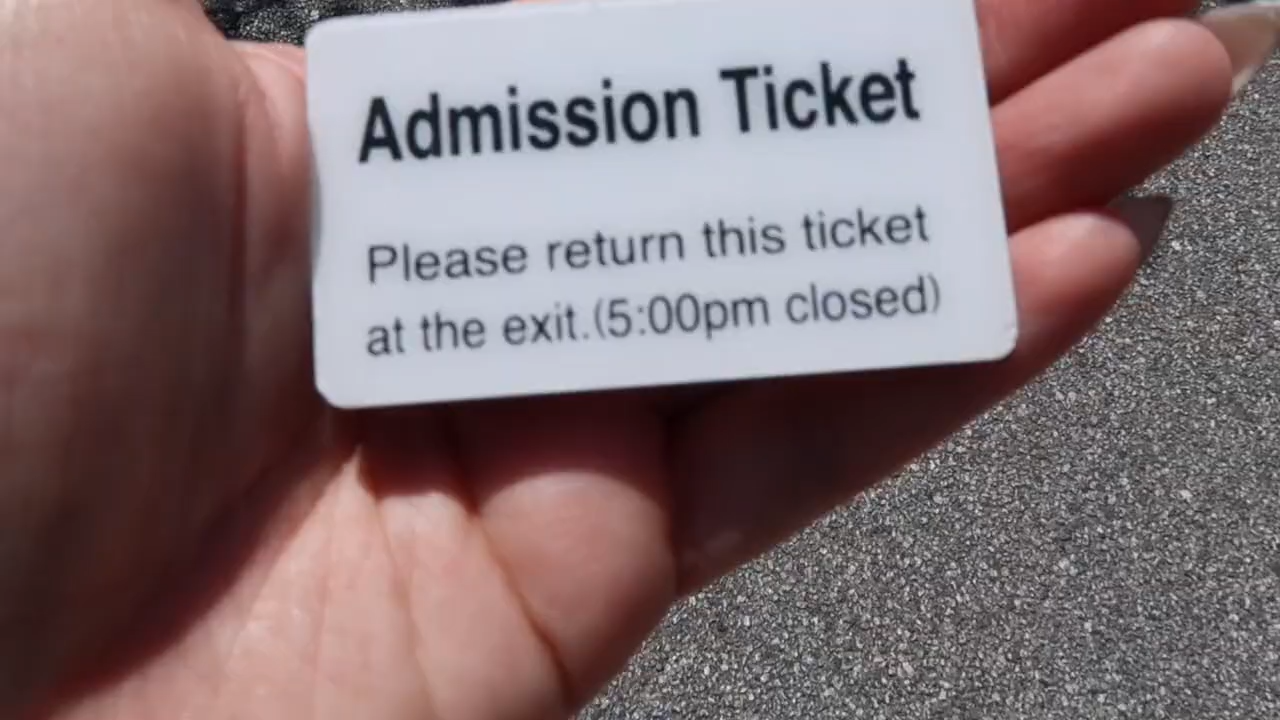 Admission Ticket
Please return this ticket
at the exit.(5:00pm closed)